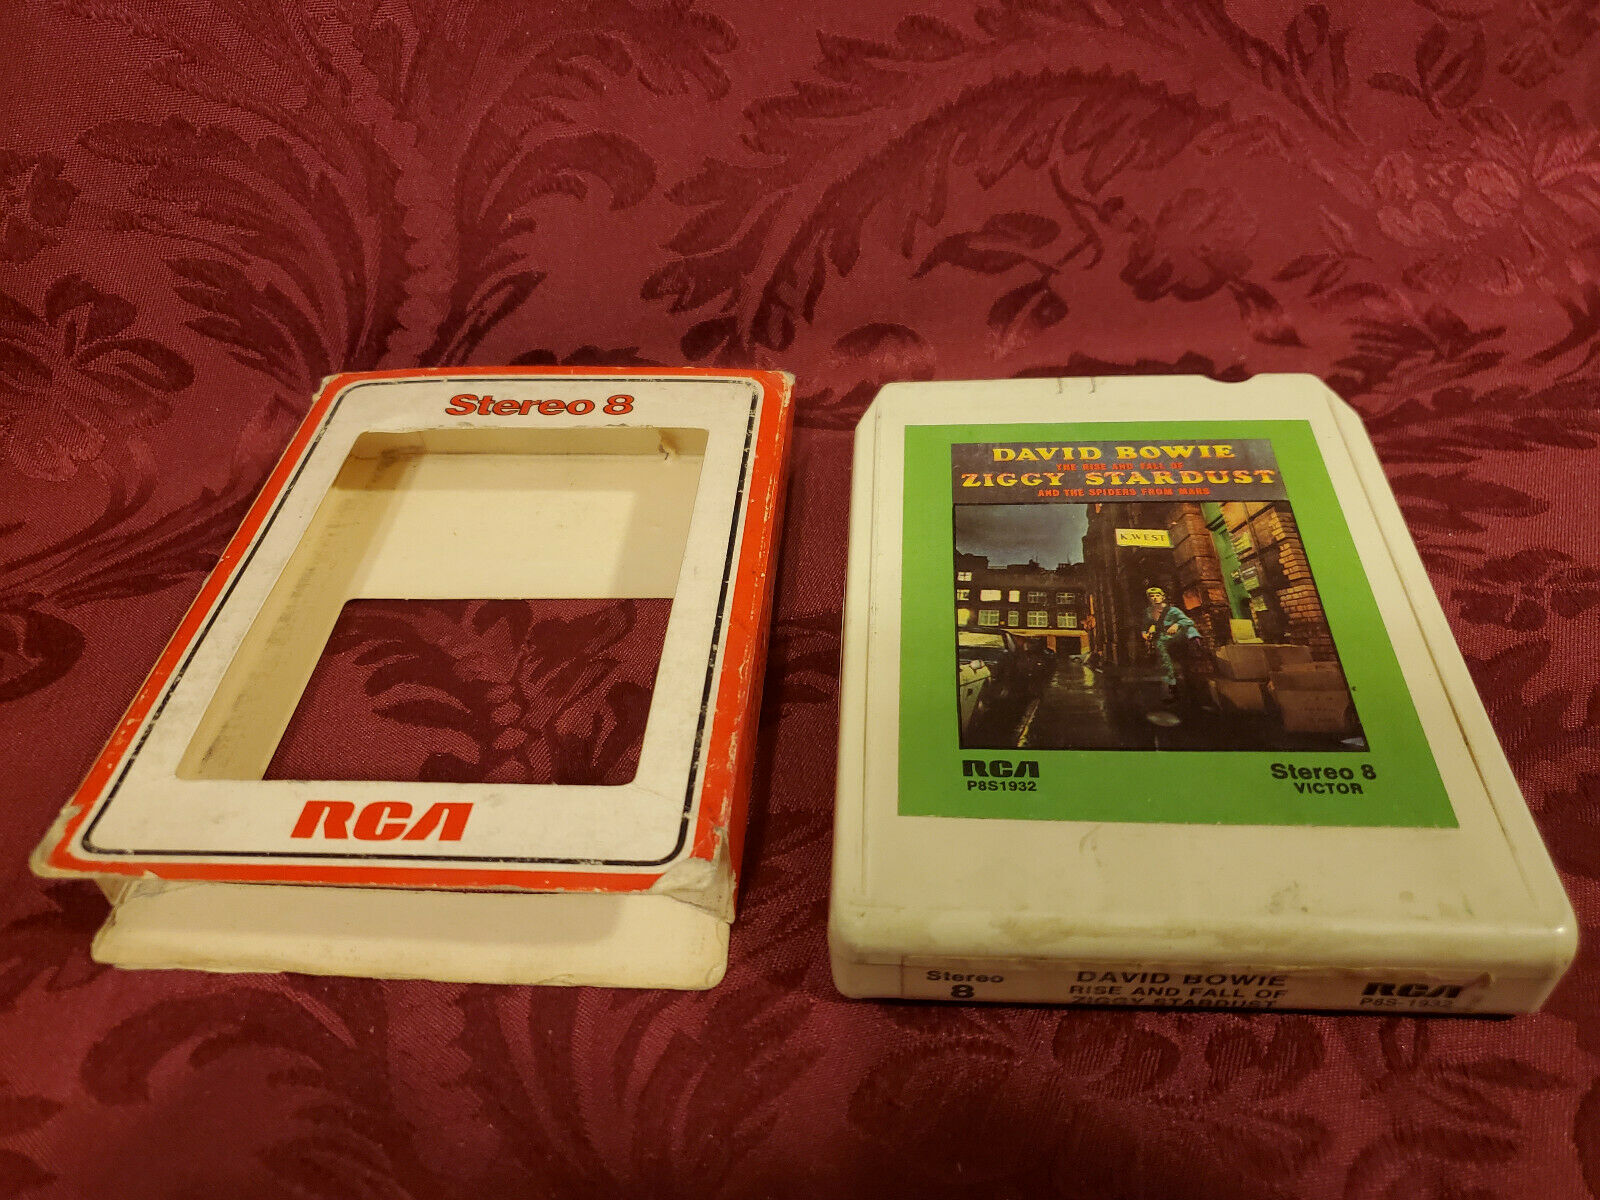 Stereo 8
RCA
DAVID BOWIE
THE RISE AND FALL OF
ZIGGY STARDUST
AND THE SPIDERS FROM MARS
K.WEST
RCA
P8S1932
Stereo 8
VICTOR
Stereo
8
DAVID BOWIE
RISE AND FALL OF
ZIGGY STARDUST
RCA
P8S-1932